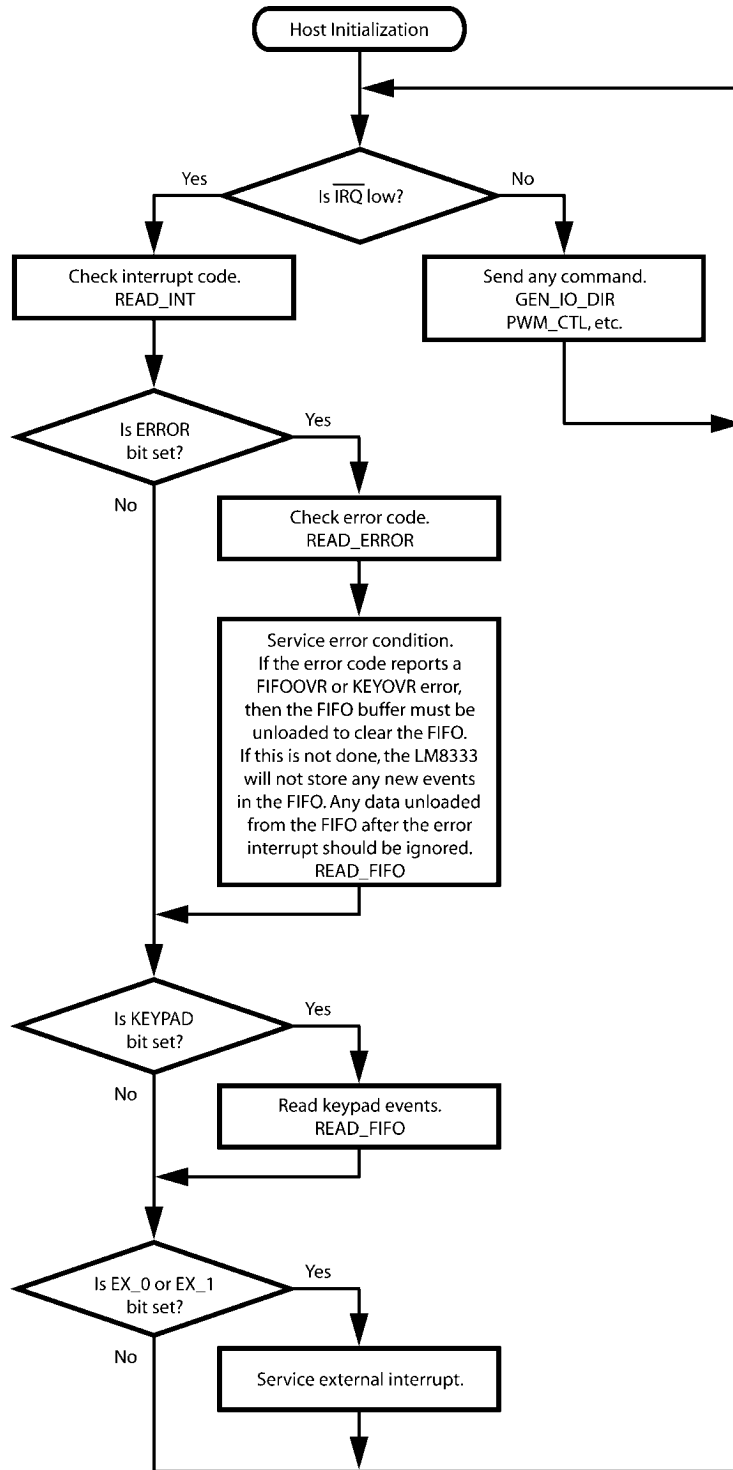 Host Initialization
Is IRQ low?
Yes
No
Check interrupt code.
READ_INT
Send any command.
GEN_IO_DIR
PWM_CTL, etc.
Is ERROR
bit set?
Yes
No
Check error code.
READ_ERROR
Service error condition.
If the error code reports a
FIFOOVR or KEYOVR error,
then the FIFO buffer must be
unloaded to clear the FIFO.
If this is not done, the LM8333
will not store any new events
in the FIFO. Any data unloaded
from the FIFO after the error
interrupt should be ignored.
READ_FIFO
Is KEYPAD
bit set?
Yes
No
Read keypad events.
READ_FIFO
Is EX_0 or EX_1
bit set?
Yes
No
Service external interrupt.